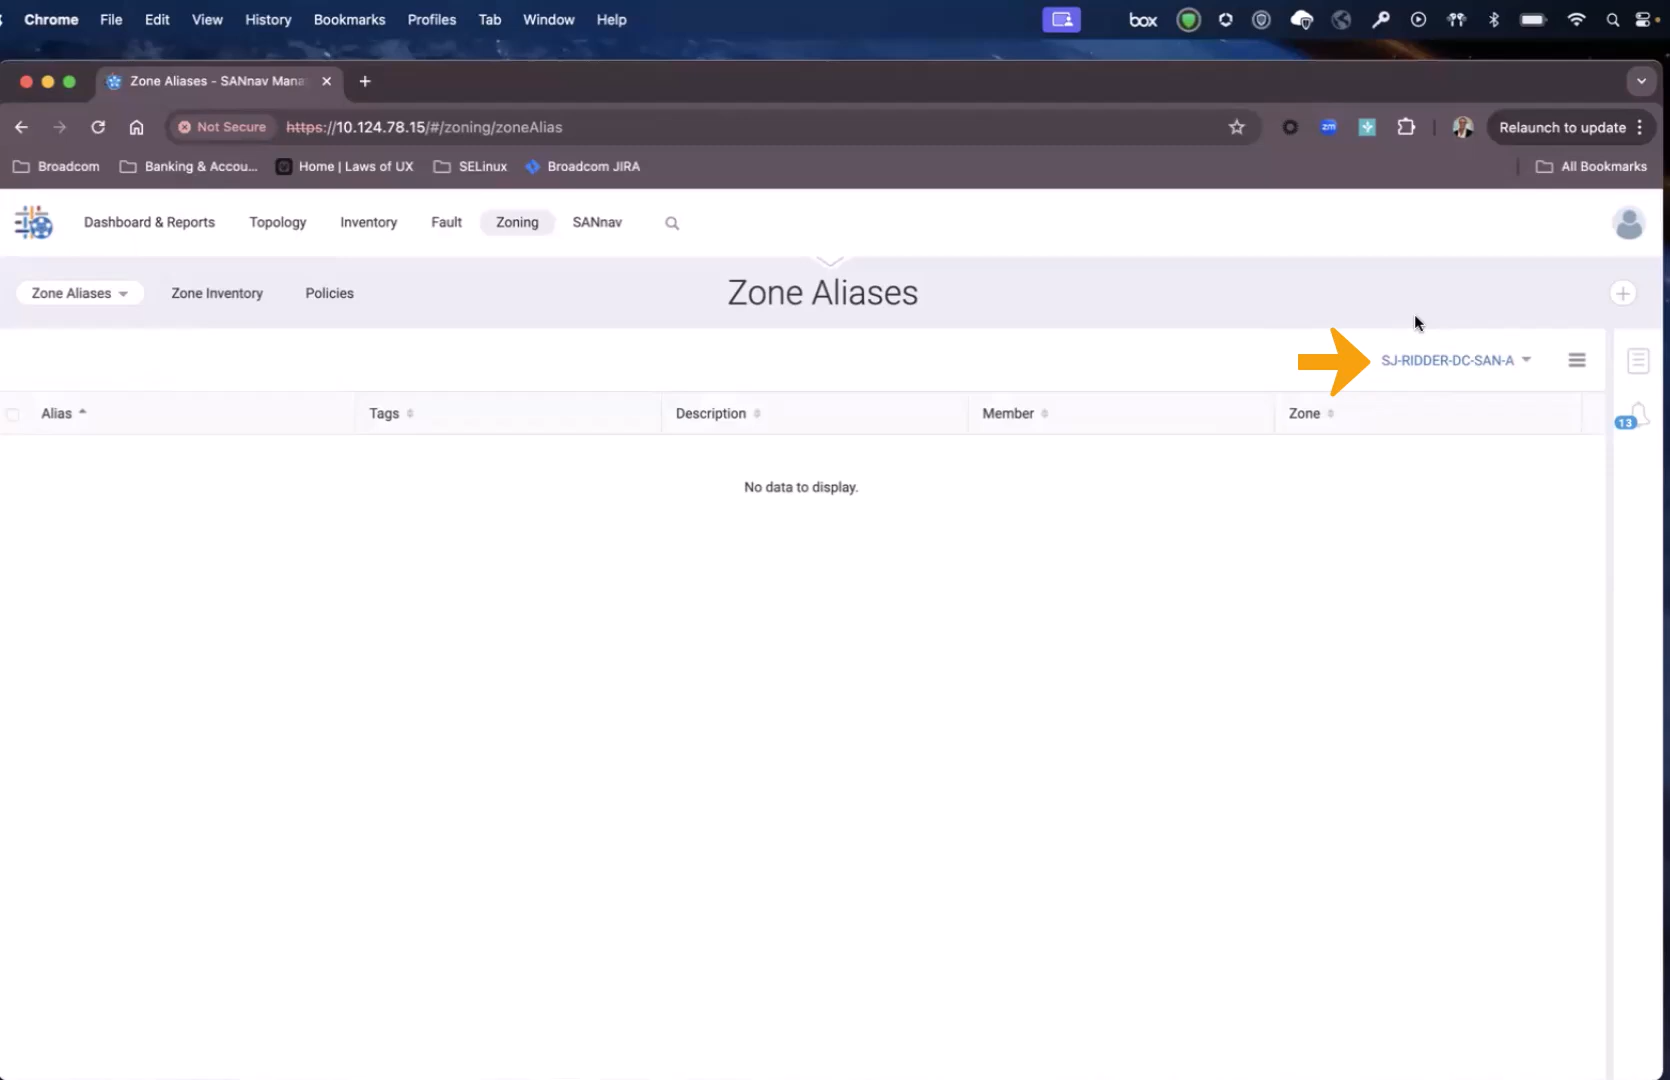 Chrome File Edit View History Bookmarks Profiles Tab Window Help box
Zone Aliases - SANnav Mana
Not Secure https://10.124.78.15/#/zoning/zoneAlias zm Relaunch to update
Broadcom Banking & Accou... Home | Laws of UX SELinux Broadcom JIRA All Bookmarks
Dashboard & Reports Topology Inventory Fault Zoning SANnav
Zone Aliases Zone Inventory Policies Zone Aliases
SJ-RIDDER-DC-SAN-A
Alias Tags Description Member Zone
13
No data to display.